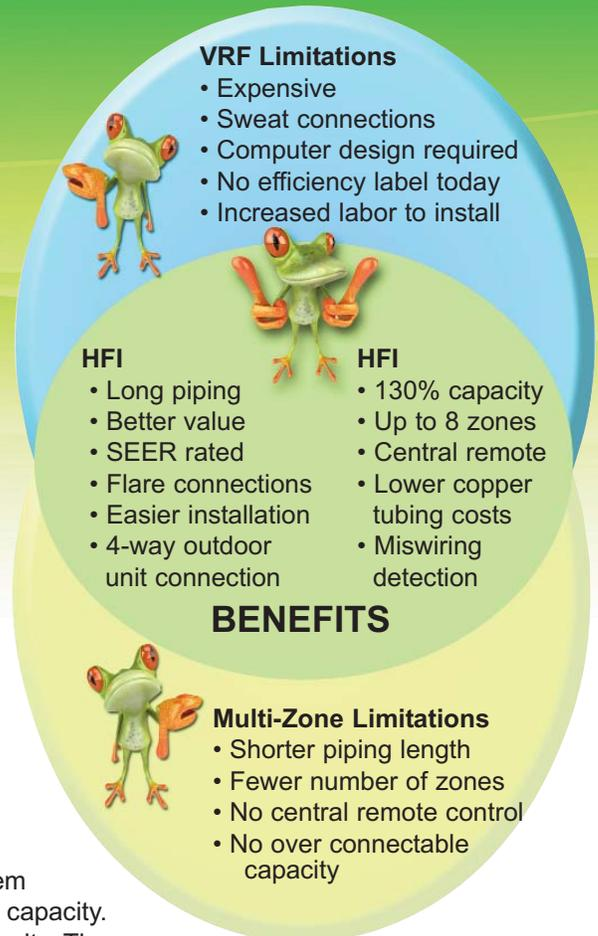 VRF Limitations
• Expensive
• Sweat connections
• Computer design required
• No efficiency label today
• Increased labor to install
HFI
• Long piping
• Better value
• SEER rated
• Flare connections
• Easier installation
• 4-way outdoor
unit connection
HFI
• 130% capacity
• Up to 8 zones
• Central remote
• Lower copper
tubing costs
• Miswiring
detection
BENEFITS
Multi-Zone Limitations
• Shorter piping length
• Fewer number of zones
• No central remote control
• No over connectable
capacity
capacity.